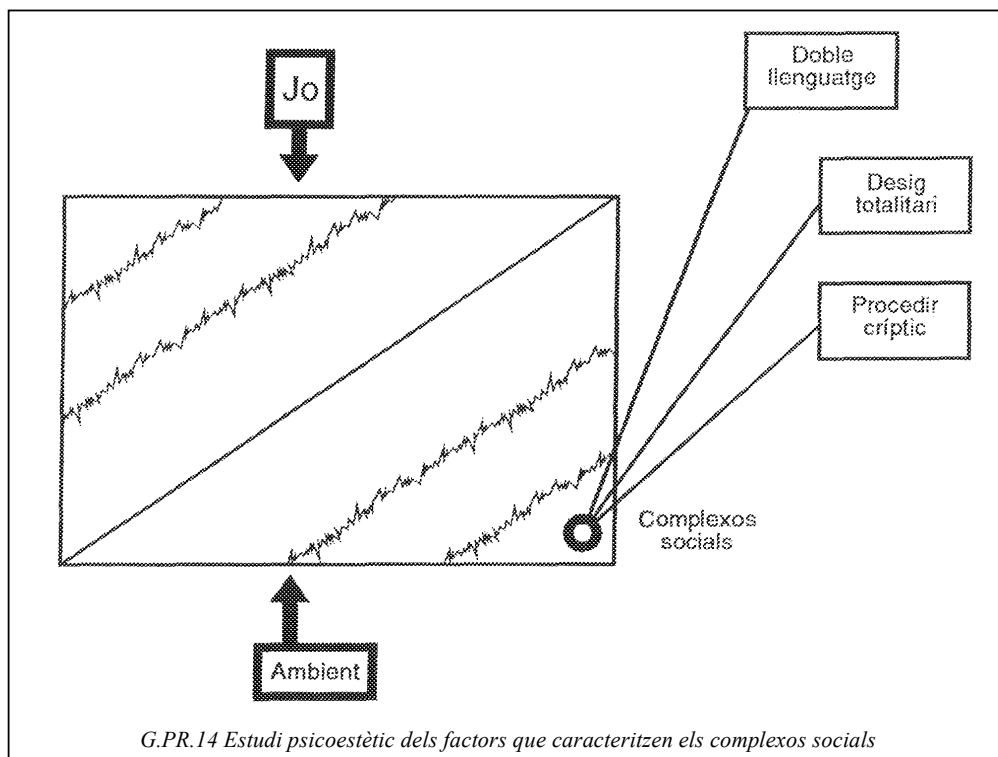 Jo
Doble
llenguatge
Desig
totalitari
Procedir
críptic
Complexos
socials
Ambient
G.PR.14 Estudi psicoestètic dels factors que caracteritzen els complexos socials